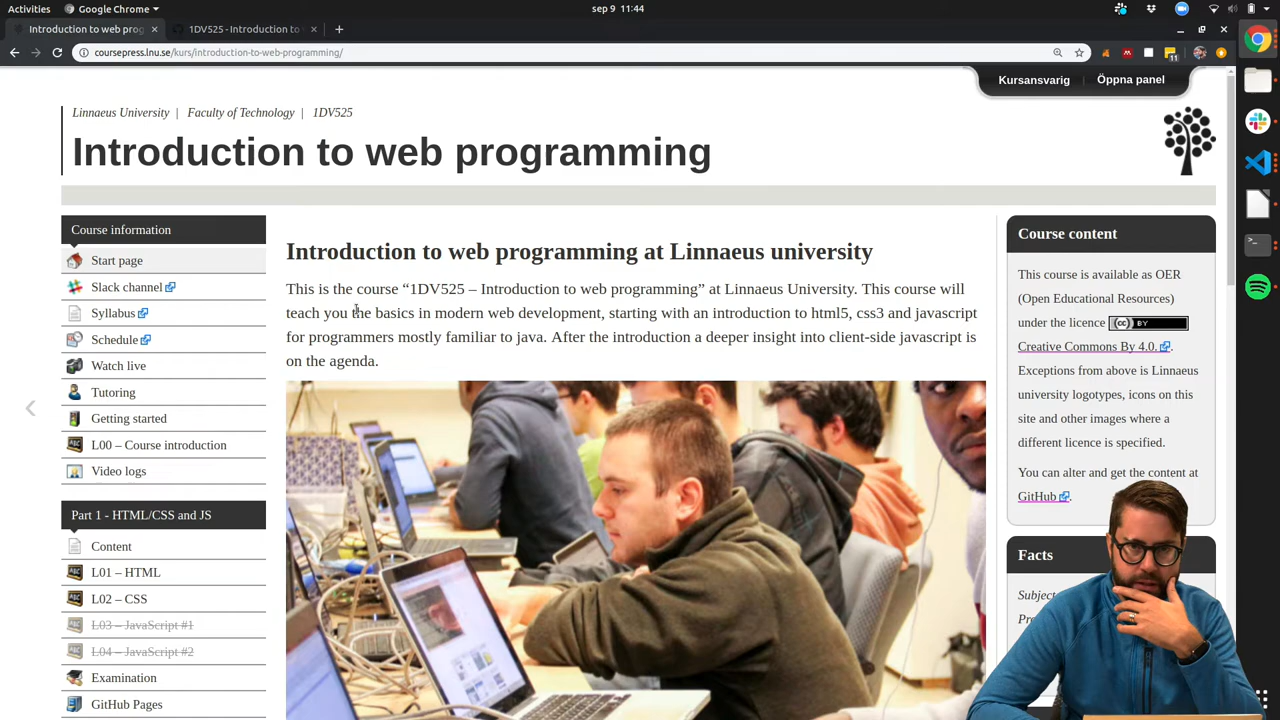 Activities
Google Chrome
sep 9 11:44
Introduction to web prog
1DV525 - Introduction to
coursepress.lnu.se/kurs/introduction-to-web-programming/
11
Kursansvarig
Öppna panel
Linnaeus University | Faculty of Technology | 1DV525
Introduction to web programming
Course information
Start page
Slack channel
Syllabus
Schedule
Watch live
Tutoring
Getting started
L00 – Course introduction
Video logs
Part 1 - HTML/CSS and JS
Content
L01 – HTML
L02 – CSS
L03 – JavaScript #1
L04 – JavaScript #2
Examination
GitHub Pages
Introduction to web programming at Linnaeus university
This is the course “1DV525 – Introduction to web programming” at Linnaeus University. This course will
teach you the basics in modern web development, starting with an introduction to html5, css3 and javascript
for programmers mostly familiar to java. After the introduction a deeper insight into client-side javascript is
on the agenda.
Course content
This course is available as OER
(Open Educational Resources)
under the licence cc BY
Creative Commons By 4.0.
Exceptions from above is Linnaeus
university logotypes, icons on this
site and other images where a
different licence is specified.
You can alter and get the content at
GitHub.
Facts